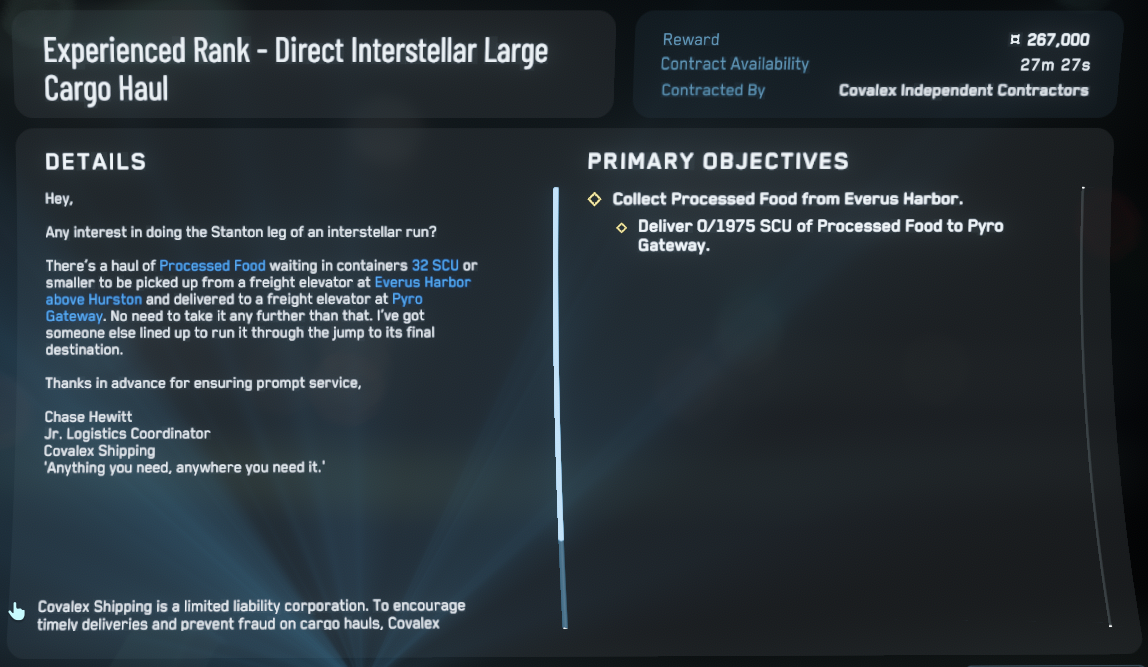 Experienced Rank - Direct Interstellar Large
Cargo Haul
Reward
¤ 267,000
Contract Availability
27m 27s
Contracted By
Covalex Independent Contractors
DETAILS
Hey,
Any interest in doing the Stanton leg of an interstellar run?
There's a haul of Processed Food waiting in containers 32 SCU or
smaller to be picked up from a freight elevator at Everus Harbor
above Hurston and delivered to a freight elevator at Pyro
Gateway. No need to take it any further than that. I've got
someone else lined up to run it through the jump to its final
destination.
Thanks in advance for ensuring prompt service,
Chase Hewitt
Jr. Logistics Coordinator
Covalex Shipping
'Anything you need, anywhere you need it.'
Covalex Shipping is a limited liability corporation. To encourage
timely deliveries and prevent fraud on cargo hauls, Covalex
PRIMARY OBJECTIVES
Collect Processed Food from Everus Harbor.
Deliver 0/1975 SCU of Processed Food to Pyro
Gateway.